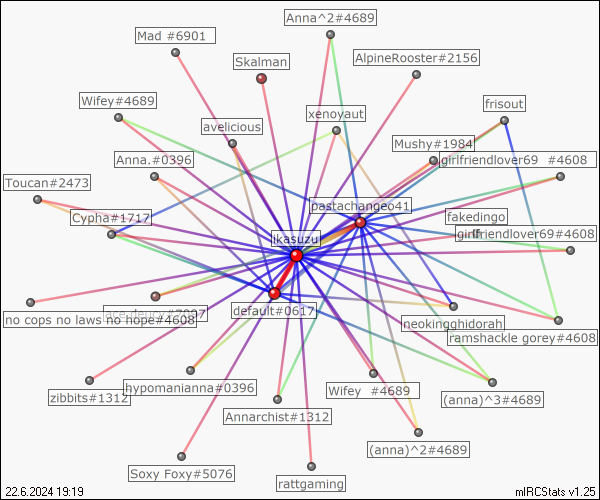 Anna^2#4689
Mad #6901
AlpineRooster#2156
Skalman
Wifey#4689
frisout
xenoyaut
avelicious
Mushy#1984
Anna.#0396
girlfriendlover69 #4608
Toucan#2473
pastachangeo41
Cypha#1717
fakedingo
girlfriendlover69#4608
ikasuzu
ace-deucy#7007
default#0617
no cops no laws no hope#4608
neokingghidorah
ramshackle gorey#4608
hypomanianna#0396
Wifey #4689
zibbits#1312
(anna)^3#4689
Annarchist#1312
(anna)^2#4689
Soxy Foxy#5076
rattgaming
22.6.2024 19:19
mIRCStats v1.25